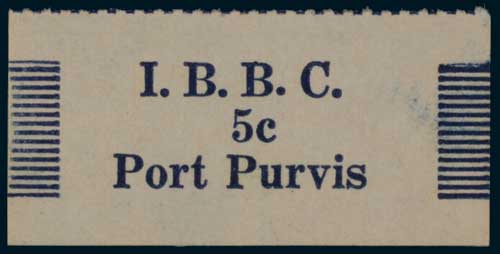 I. B. B. C.
5c
Port Purvis